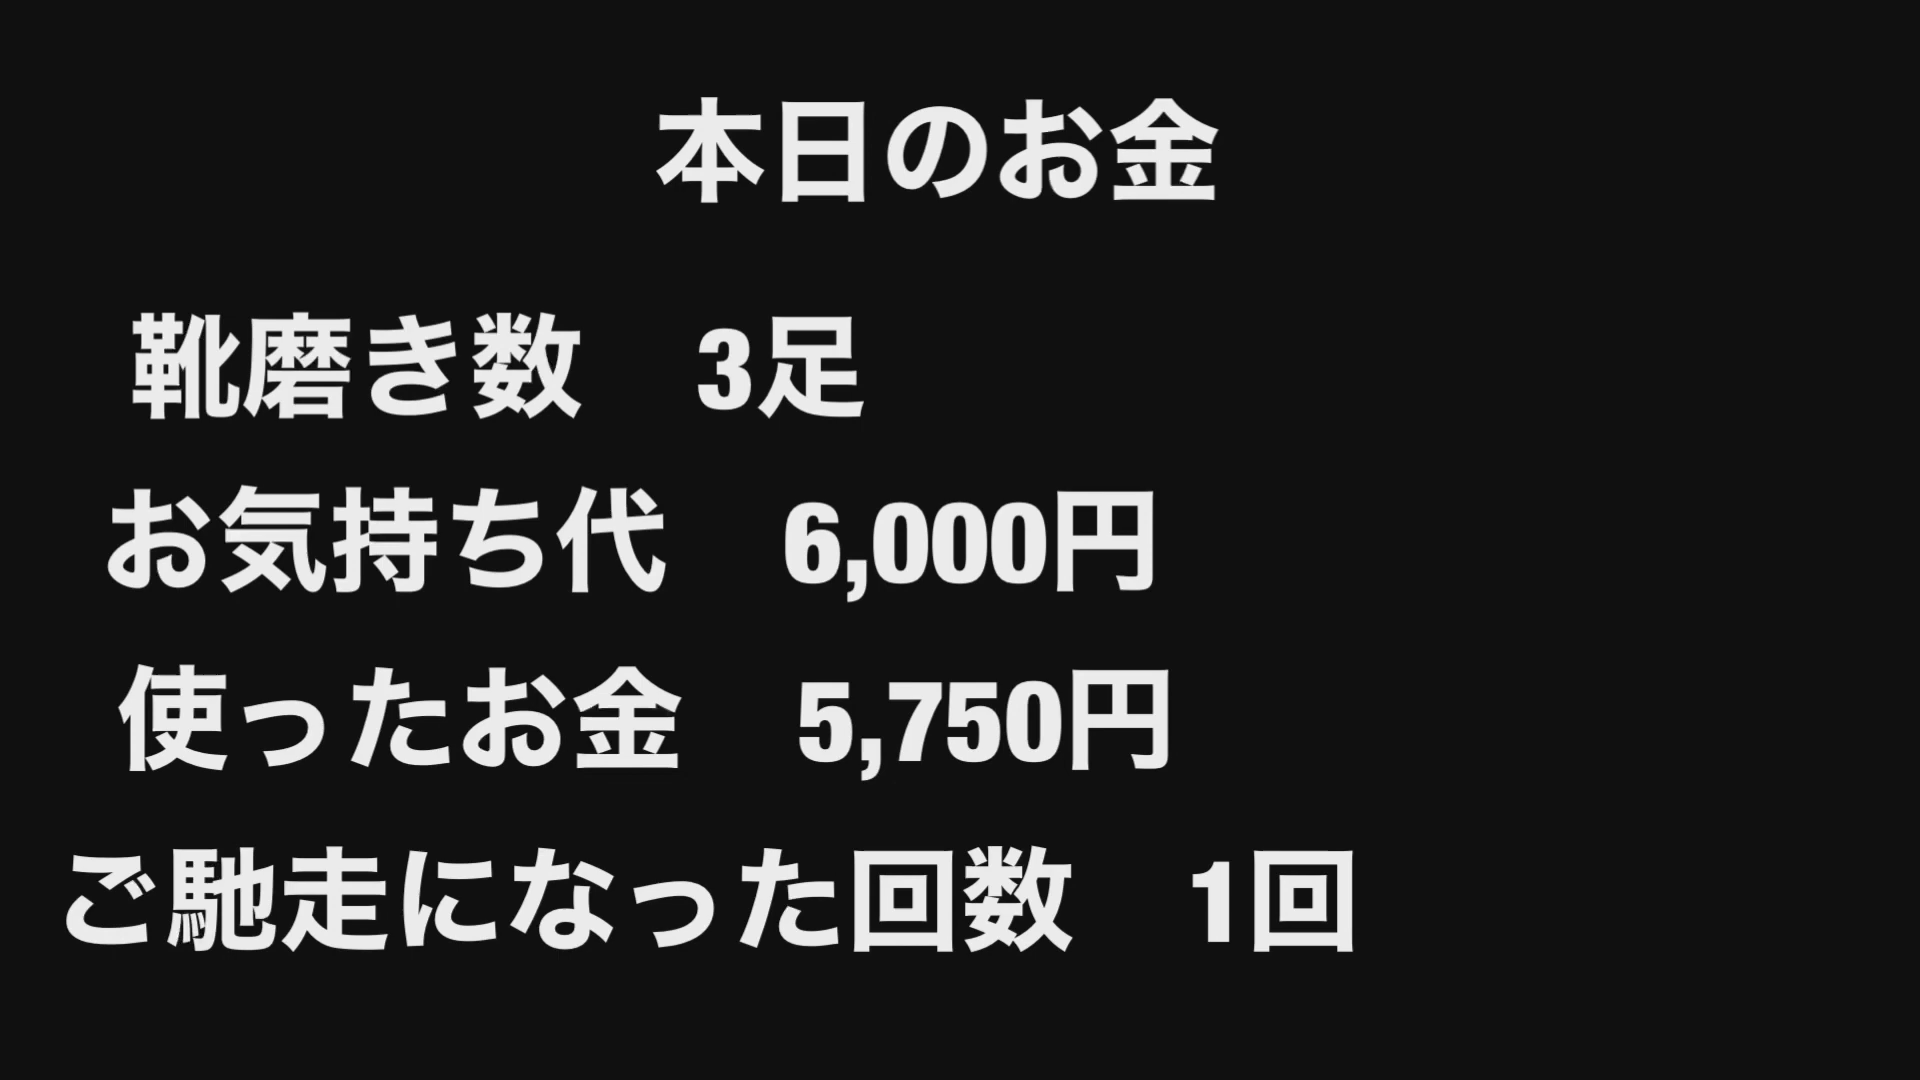 本日のお金
靴磨き数　3足
お気持ち代　6,000円
使ったお金　5,750円
ご馳走になった回数　1回